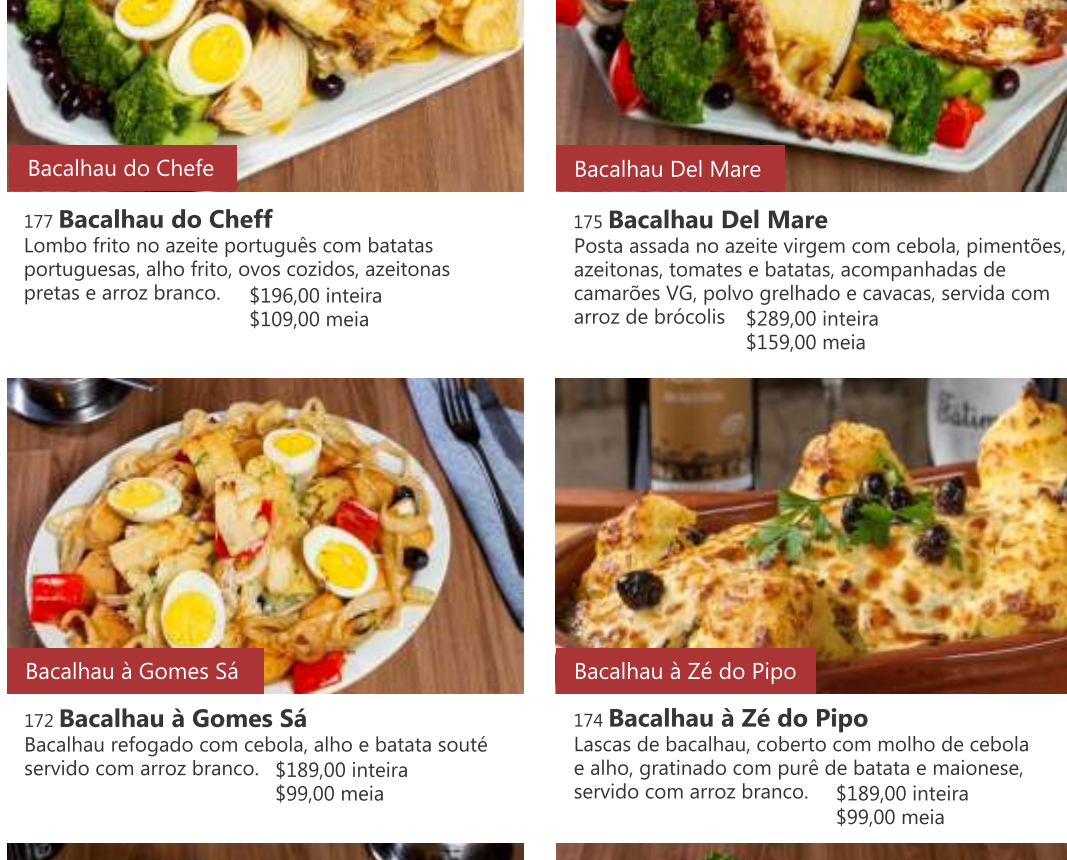 Bacalhau do Chefe
177 Bacalhau do Cheff
Lombo frito no azeite português com batatas
portuguesas, alho frito, ovos cozidos, azeitonas
pretas e arroz branco. $196,00 inteira
$109,00 meia
Bacalhau Del Mare
175 Bacalhau Del Mare
Posta assada no azeite virgem com cebola, pimentões,
azeitonas, tomates e batatas, acompanhadas de
camarões VG, polvo grelhado e cavacas, servida com
arroz de brócolis $289,00 inteira
$159,00 meia
Bacalhau à Gomes Sá
172 Bacalhau à Gomes Sá
Bacalhau refogado com cebola, alho e batata souté
servido com arroz branco. $189,00 inteira
$99,00 meia
Bacalhau à Zé do Pipo
174 Bacalhau à Zé do Pipo
Lascas de bacalhau, coberto com molho de cebola
e alho, gratinado com purê de batata e maionese,
servido com arroz branco. $189,00 inteira
$99,00 meia